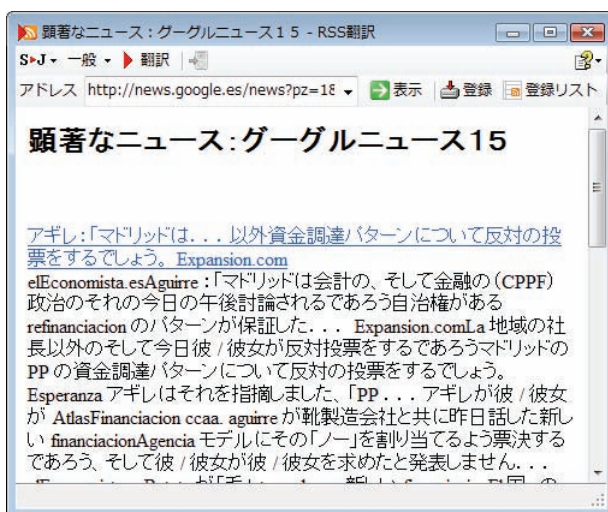 顕著なニュース：グーグルニュース１５ - RSS翻訳
S▸J 一般 翻訳
アドレス http://news.google.es/news?pz=18 表示 登録 登録リスト
顕著なニュース：グーグルニュース15
アギレ：「マドリッドは．．．以外資金調達パターンについて反対の投
票をするでしょう。 Expansion.com
elEconomista.esAguirre：「マドリッドは会計の、そして金融の（CPPF）
政治のそれの今日の午後討論されるであろう自治権がある
refinanciacion のパターンが保証した．．． Expansion.comLa 地域の社
長以外のそして今日彼 / 彼女が反対投票をするであろうマドリッドの
PP の資金調達パターンについて反対の投票をするでしょう。
Esperanza アギレはそれを指摘しました、「PP．．．アギレが彼 / 彼女
が AtlasFinanciacion ccaa. aguirre が靴製造会社と共に昨日話した新し
い financiacionAgencia モデルにその「ノー」を割り当てるよう票決する
であろう、そして彼 / 彼女が彼 / 彼女を求めたと発表しません．．．